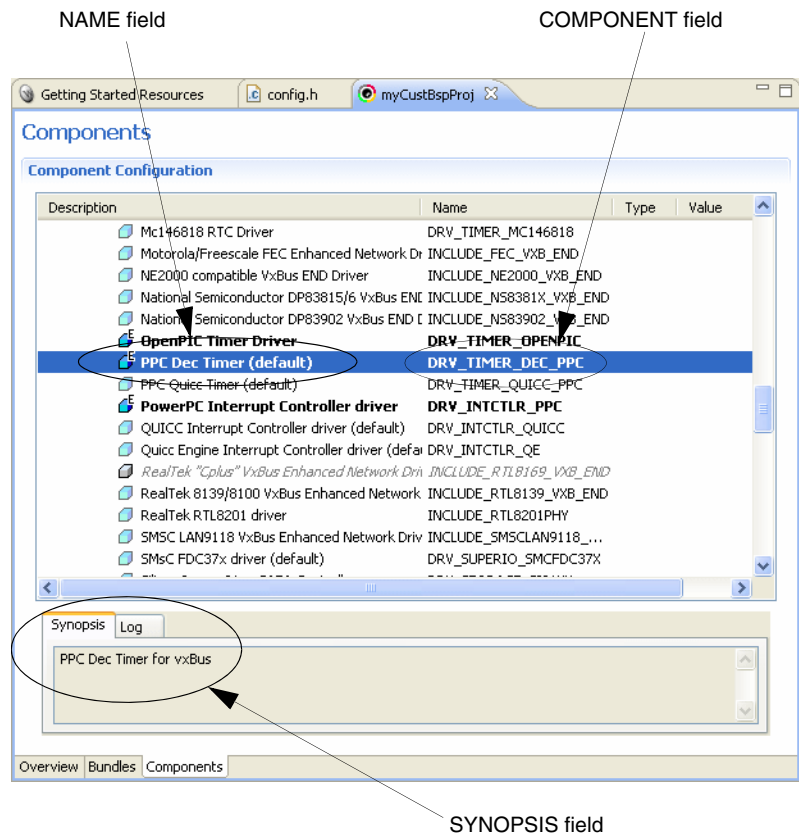 NAME field COMPONENT field
Getting Started Resources config.h myCustBspProj
Components
Component Configuration
Description Name Type Value
Mc146818 RTC Driver DRV_TIMER_MC146818
Motorola/Freescale FEC Enhanced Network Dr INCLUDE_FEC_VXB_END
NE2000 compatible VxBus END Driver INCLUDE_NE2000_VXB_END
National Semiconductor DP83815/6 VxBus END INCLUDE_NS8381X_VXB_END
National Semiconductor DP83902 VxBus END D INCLUDE_NS83902_VXB_END
OpenPIC Timer Driver DRV_TIMER_OPENPIC
PPC Dec Timer (default) DRV_TIMER_DEC_PPC
PPC Quicc Timer (default) DRV_TIMER_QUICC_PPC
PowerPC Interrupt Controller driver DRV_INTCTLR_PPC
QUICC Interrupt Controller driver (default) DRV_INTCTLR_QUICC
Quicc Engine Interrupt Controller driver (defau DRV_INTCTLR_QE
RealTek "Cplus" VxBus Enhanced Network Driv INCLUDE_RTL8169_VXB_END
RealTek 8139/8100 VxBus Enhanced Network INCLUDE_RTL8139_VXB_END
RealTek RTL8201 driver INCLUDE_RTL8201PHY
SMSC LAN9118 VxBus Enhanced Network Driv INCLUDE_SMSCLAN9118_...
SMsC FDC37x driver (default) DRV_SUPERIO_SMCFDC37X
Synopsis Log
PPC Dec Timer for vxBus
Overview Bundles Components
SYNOPSIS field